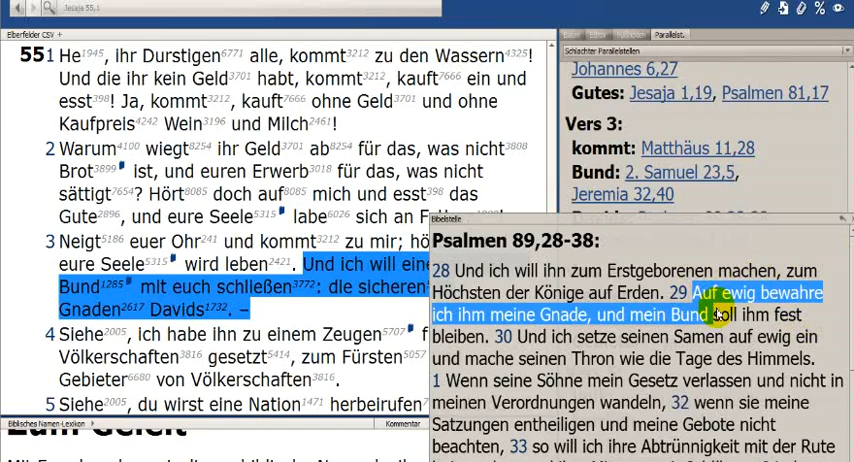 Jesaja 55,1
Elberfelder CSV +
551 He1945, ihr Durstigen6771 alle, kommt3212 zu den Wassern4325!
Und die ihr kein Geld3701 habt, kommt3212, kauft7666 ein und
esst398! Ja, kommt3212, kauft7666 ohne Geld3701 und ohne
Kaufpreis4242 Wein3196 und Milch2461!
2 Warum4100 wiegt8254 ihr Geld3701 ab8254 für das, was nicht3808
Brot3899 ist, und euren Erwerb3018 für das, was nicht
sättigt7654? Hört8085 doch auf8085 mich und esst398 das
Gute2896, und eure Seele5315 labe6026 sich an
3 Neigt5186 euer Ohr241 und kommt3212 zu mir;
eure Seele5315 wird leben2421. Und ich will
Bund1285 mit euch schließen3772: die sicheren
Gnaden2617 Davids1732. –
4 Siehe2005, ich habe ihn zu einem Zeugen5707
Völkerschaften3816 gesetzt5414, zum Fürsten5057
Gebieter6680 von Völkerschaften3816.
5 Siehe2005, du wirst eine Nation1471 herbeirufen
Biblisches Namen-Lexikon
Kommentar
Zum Geleit
Parallelst.
Schlachter Parallelstellen
Johannes 6,27
Gutes: Jesaja 1,19, Psalmen 81,17
Vers 3:
kommt: Matthäus 11,28
Bund: 2. Samuel 23,5,
Jeremia 32,40
Bibelstelle
Psalmen 89,28-38:
28 Und ich will ihn zum Erstgeborenen machen, zum
Höchsten der Könige auf Erden. 29 Auf ewig bewahre
ich ihm meine Gnade, und mein Bund soll ihm fest
bleiben. 30 Und ich setze seinen Samen auf ewig ein
und mache seinen Thron wie die Tage des Himmels.
1 Wenn seine Söhne mein Gesetz verlassen und nicht in
meinen Verordnungen wandeln, 32 wenn sie meine
Satzungen entheiligen und meine Gebote nicht
beachten, 33 so will ich ihre Abtrünnigkeit mit der Rute